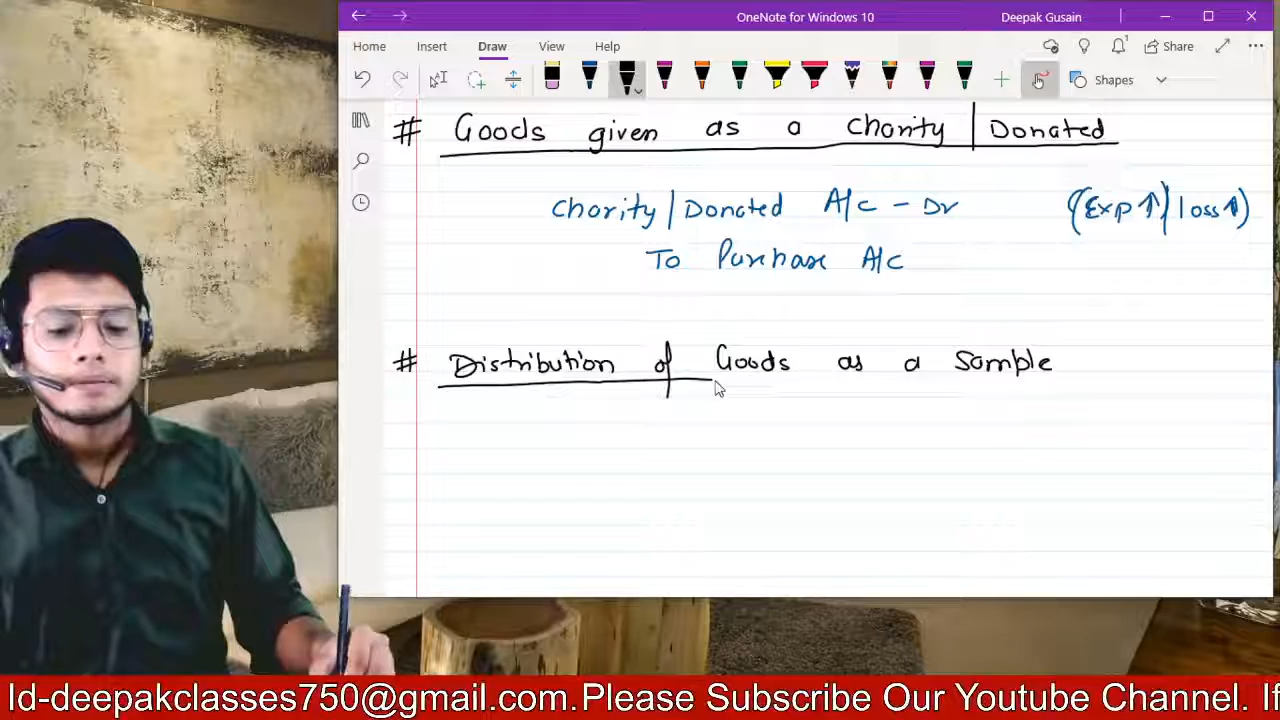 OneNote for Windows 10
Deepak Gusain
Home Insert Draw View Help
Share
Shapes
# Goods given as a charity | Donated
Charity | Donated A/c - Dr (Exp ↑ | loss ↑)
To Purchase A/c
# Distribution of Goods as a Sample
Id-deepakclasses750@gmail.com.Please Subscribe Our Youtube Channel. If